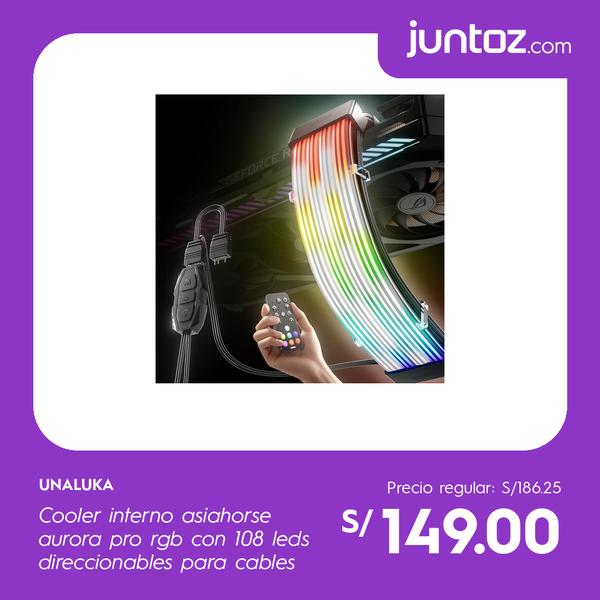 juntoz.com
GEFORCE R
UNALUKA
Cooler interno asiahorse
aurora pro rgb con 108 leds
direccionables para cables
Precio regular: S/186.25
S/149.00